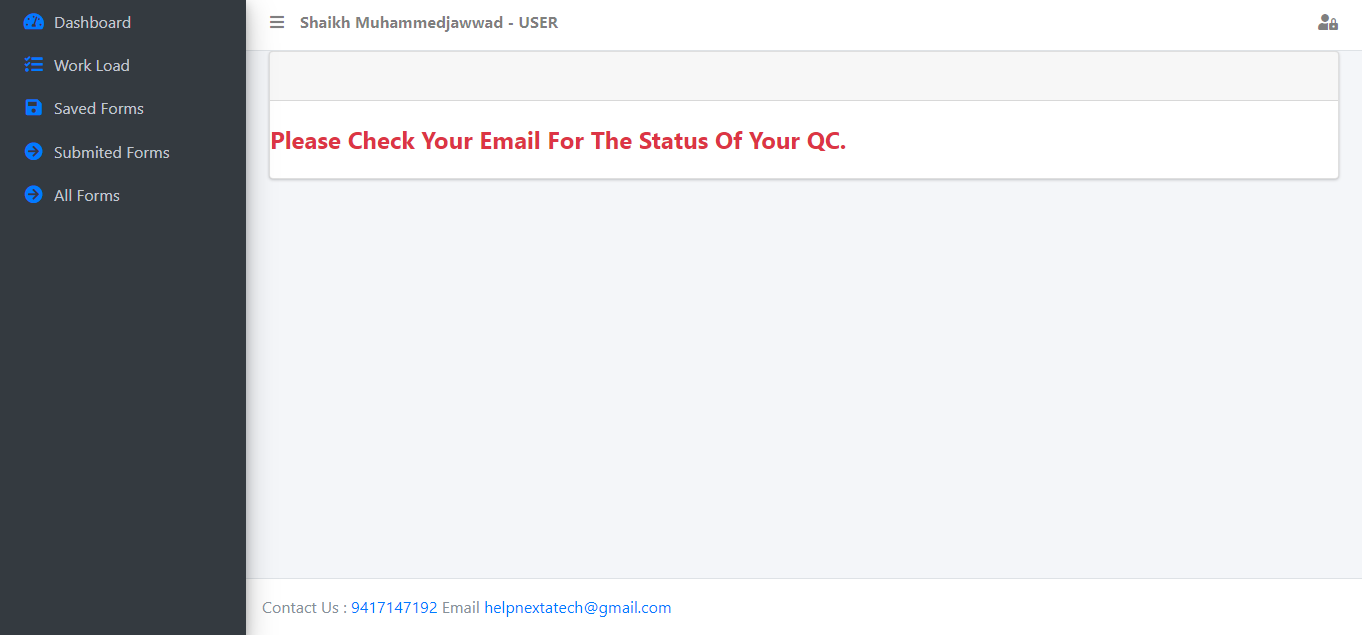 Dashboard
Work Load
Saved Forms
Submited Forms
All Forms
Shaikh Muhammedjawwad - USER
Please Check Your Email For The Status Of Your QC.
Contact Us : 9417147192 Email helpnextatech@gmail.com